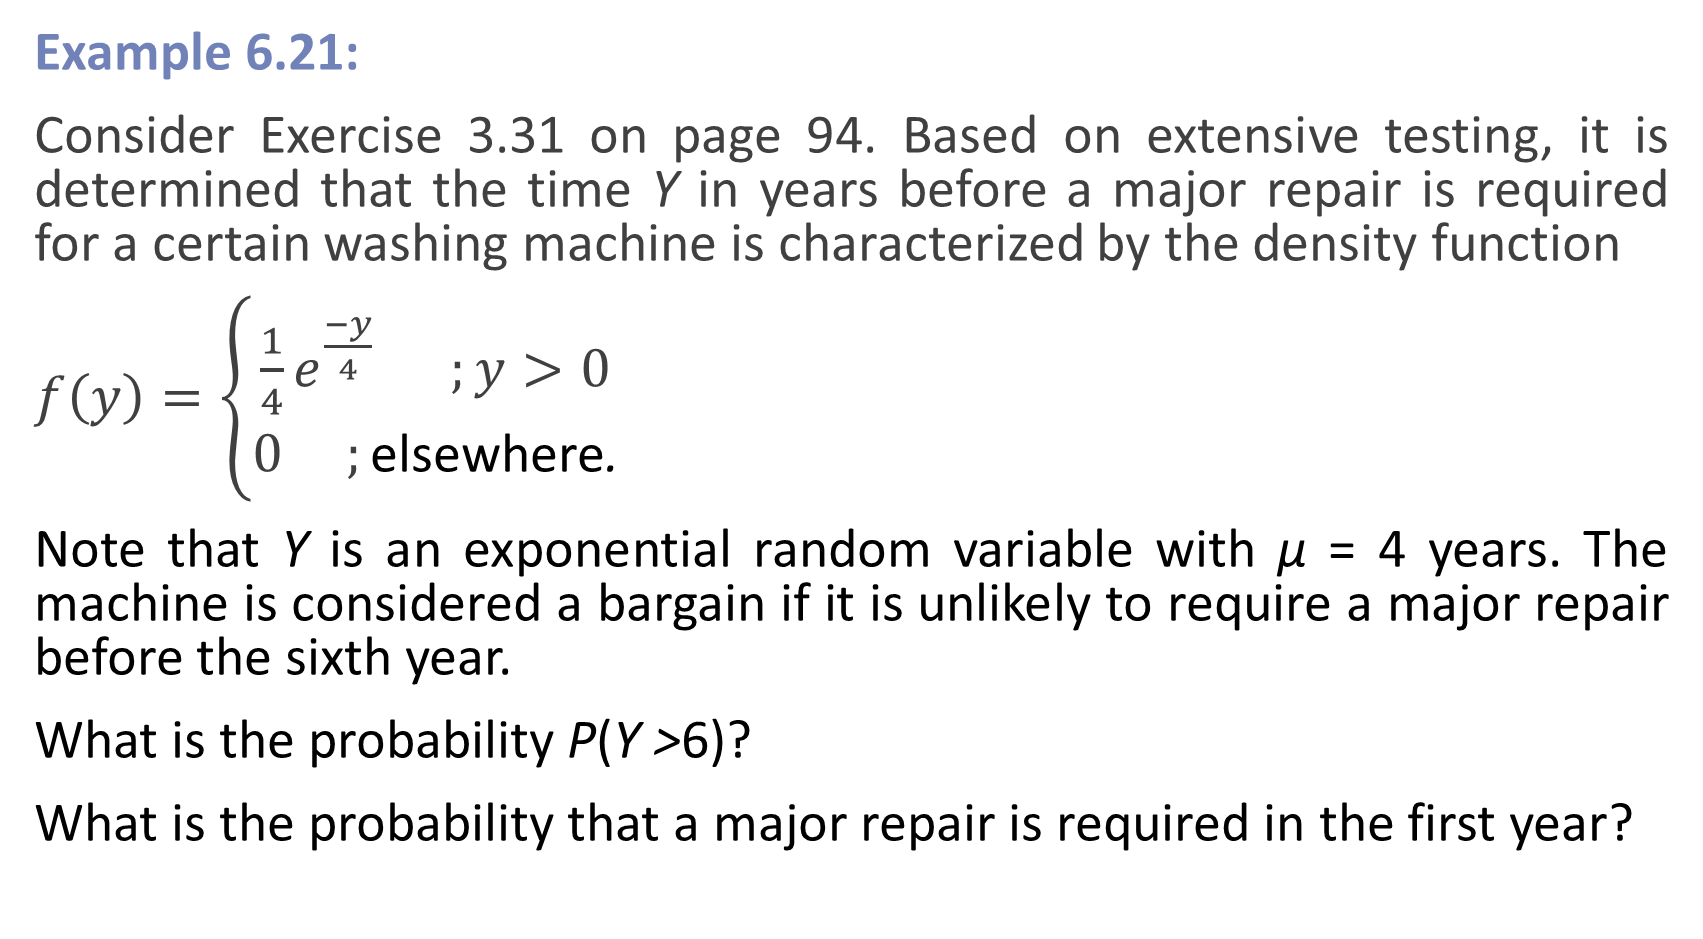 Example 6.21:
Consider Exercise 3.31 on page 94. Based on extensive testing, it is
determined that the time Y in years before a major repair is required
for a certain washing machine is characterized by the density function
f(y) = { 1/4 e^(-y/4) ; y > 0
0 ; elsewhere.
Note that Y is an exponential random variable with μ = 4 years. The
machine is considered a bargain if it is unlikely to require a major repair
before the sixth year.
What is the probability P(Y >6)?
What is the probability that a major repair is required in the first year?